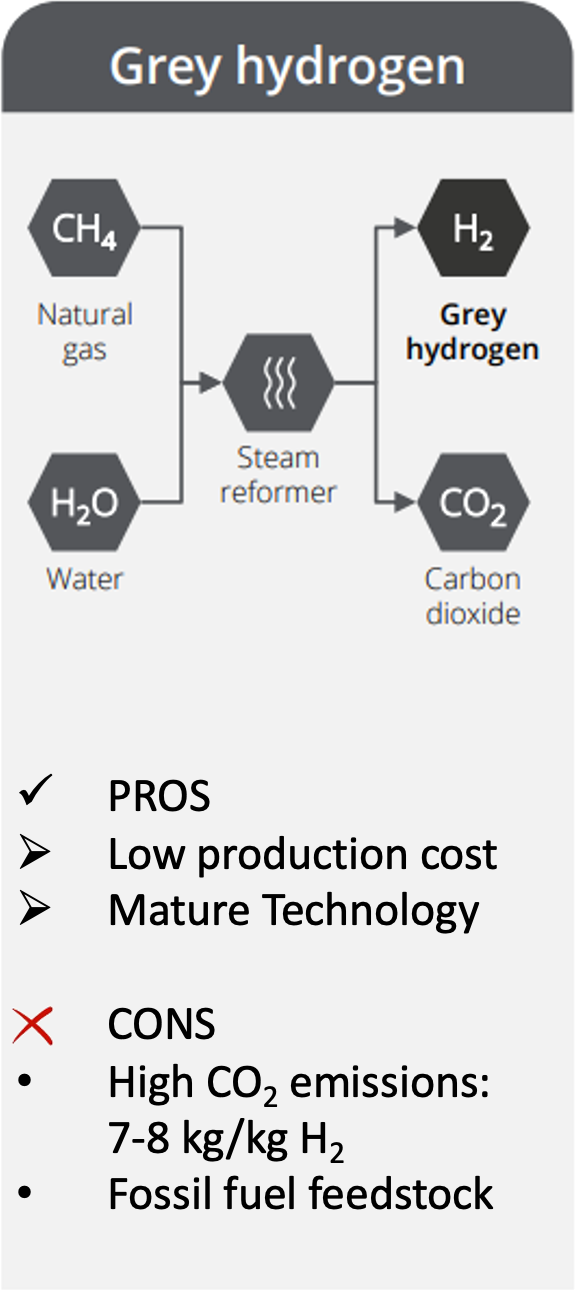 Grey hydrogen
CH₄
H₂
Natural
gas
Grey
hydrogen
Steam
reformer
H₂O
CO₂
Water
Carbon
dioxide
PROS
Low production cost
Mature Technology
CONS
High CO₂ emissions:
7-8 kg/kg H₂
Fossil fuel feedstock